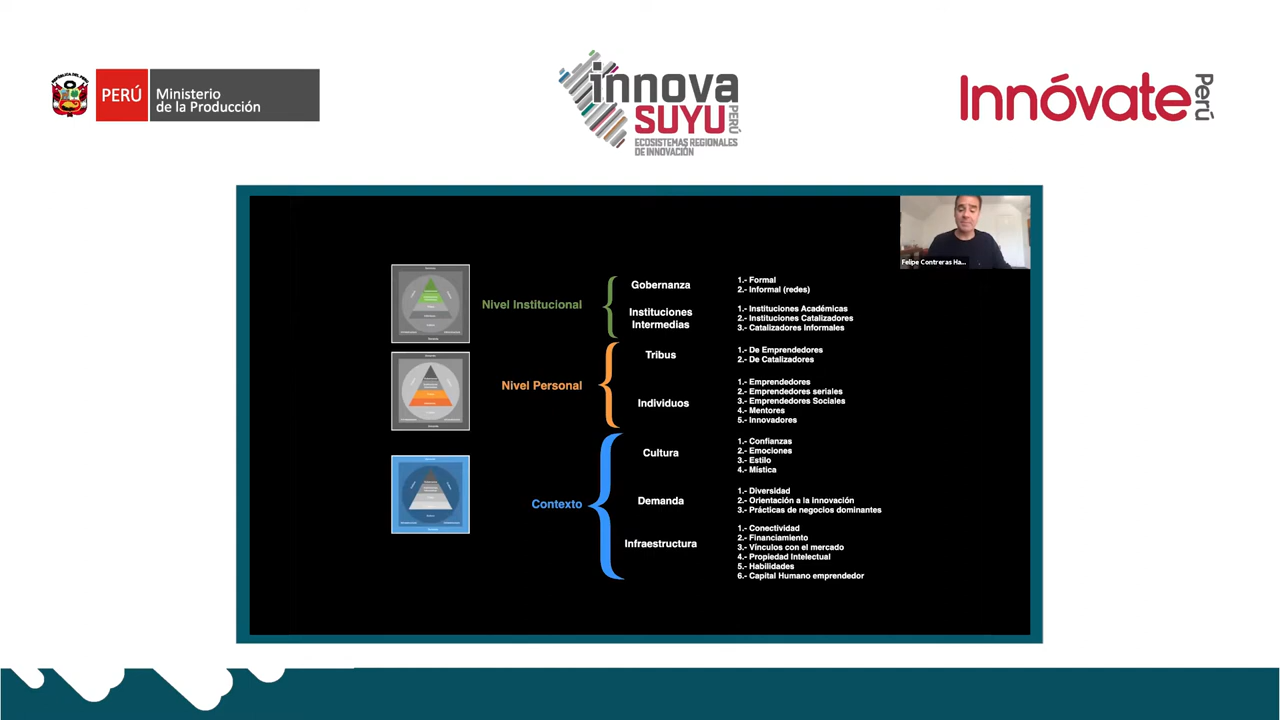 PERÚ
Ministerio
de la Producción
innova
SUYU
PERÚ
ECOSISTEMAS REGIONALES
DE INNOVACIÓN
Innóvate
Perú
Felipe Contreras Ha...
Nivel Institucional
Gobernanza
1.- Formal
2.- Informal (redes)
Instituciones
Intermedias
1.- Instituciones Académicas
2.- Instituciones Catalizadores
3.- Catalizadores Informales
Nivel Personal
Tribus
1.- De Emprendedores
2.- De Catalizadores
Individuos
1.- Emprendedores
2.- Emprendedores seriales
3.- Emprendedores Sociales
4.- Mentores
5.- Innovadores
Contexto
Cultura
1.- Confianzas
2.- Emociones
3.- Estilo
4.- Mística
Demanda
1.- Diversidad
2.- Orientación a la innovación
3.- Prácticas de negocios dominantes
Infraestructura
1.- Conectividad
2.- Financiamiento
3.- Vínculos con el mercado
4.- Propiedad Intelectual
5.- Habilidades
6.- Capital Humano emprendedor